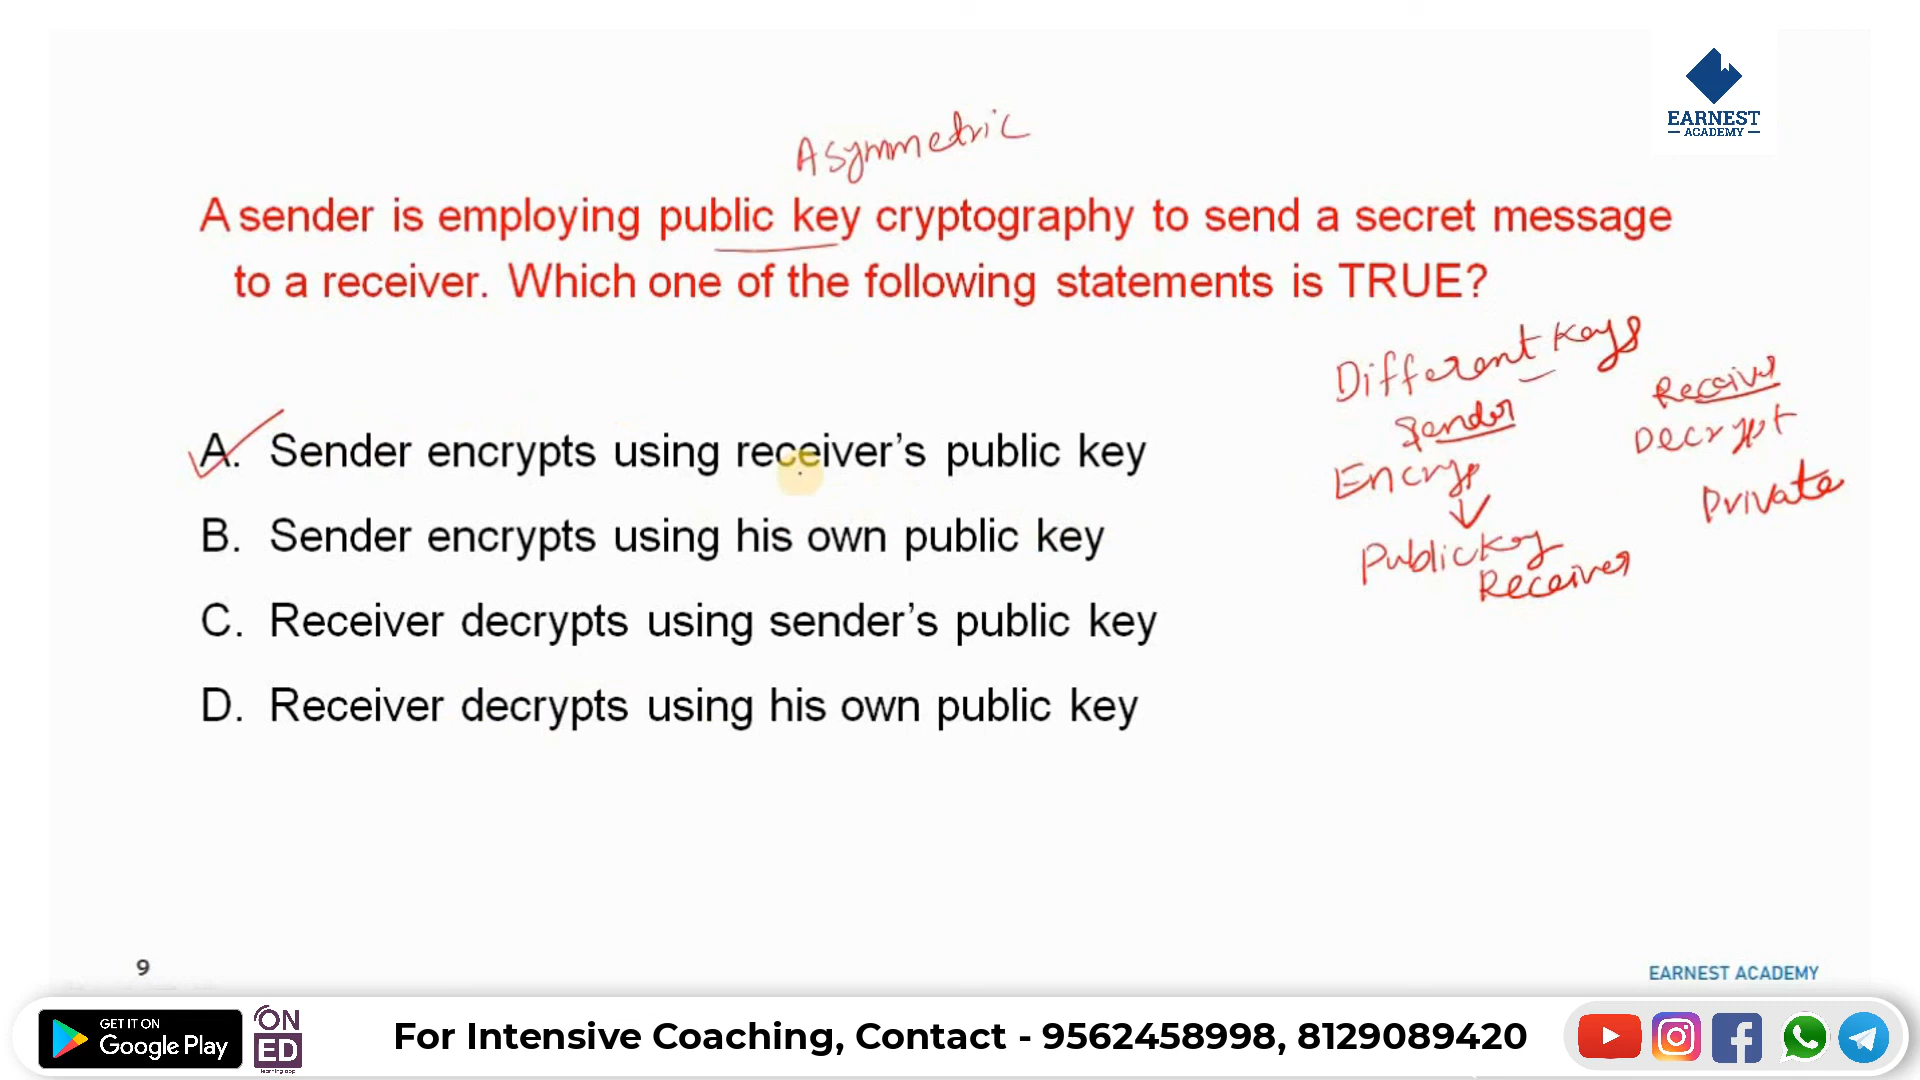 EARNEST
ACADEMY
Asymmetric
A sender is employing public key cryptography to send a secret message
to a receiver. Which one of the following statements is TRUE?
Different Keys
Sender
Receiver
Encryp
Decrypt
Private
Public Key
Receiver
A. Sender encrypts using receiver's public key
B. Sender encrypts using his own public key
C. Receiver decrypts using sender's public key
D. Receiver decrypts using his own public key
9
EARNEST ACADEMY
GET IT ON
Google Play
ON
ED
learning app
For Intensive Coaching, Contact - 9562458998, 8129089420